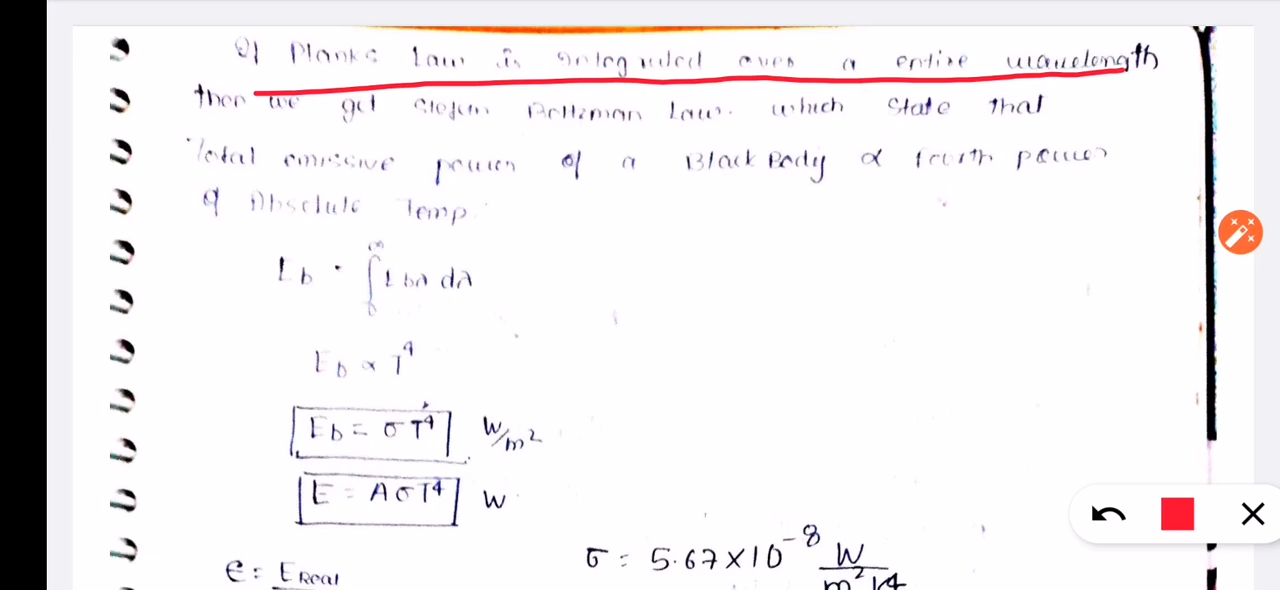 If Planks Law is Integrated over a entire wavelength
then we get Stefan Boltzman Law. which State that
Total emissive power of a Black Body α fourth power
of Absolute Temp.
Eb = ∫₀^∞ Ebλ dλ
Eb α T⁴
Eb = σT⁴ W/m²
E = AσT⁴ W
σ = 5.67×10⁻⁸ W/m²K⁴
e = EReal